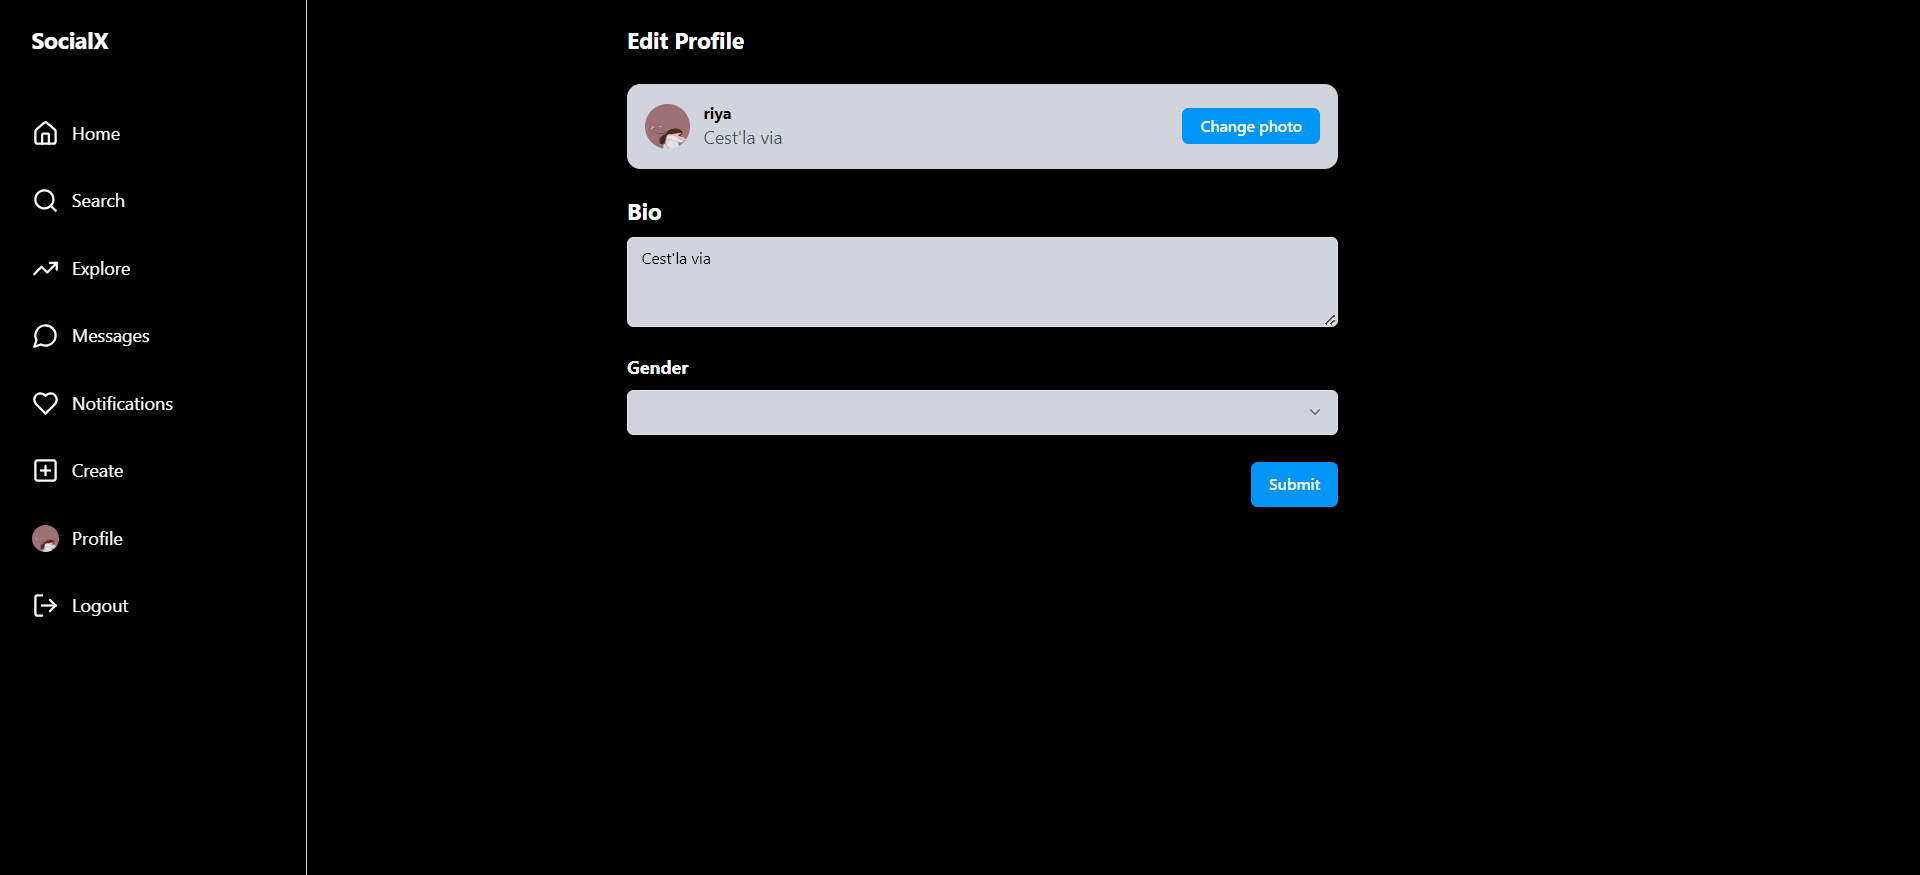 SocialX
Home
Search
Explore
Messages
Notifications
Create
Profile
Logout
Edit Profile
riya
Cest'la via
Change photo
Bio
Cest'la via
Gender
Submit